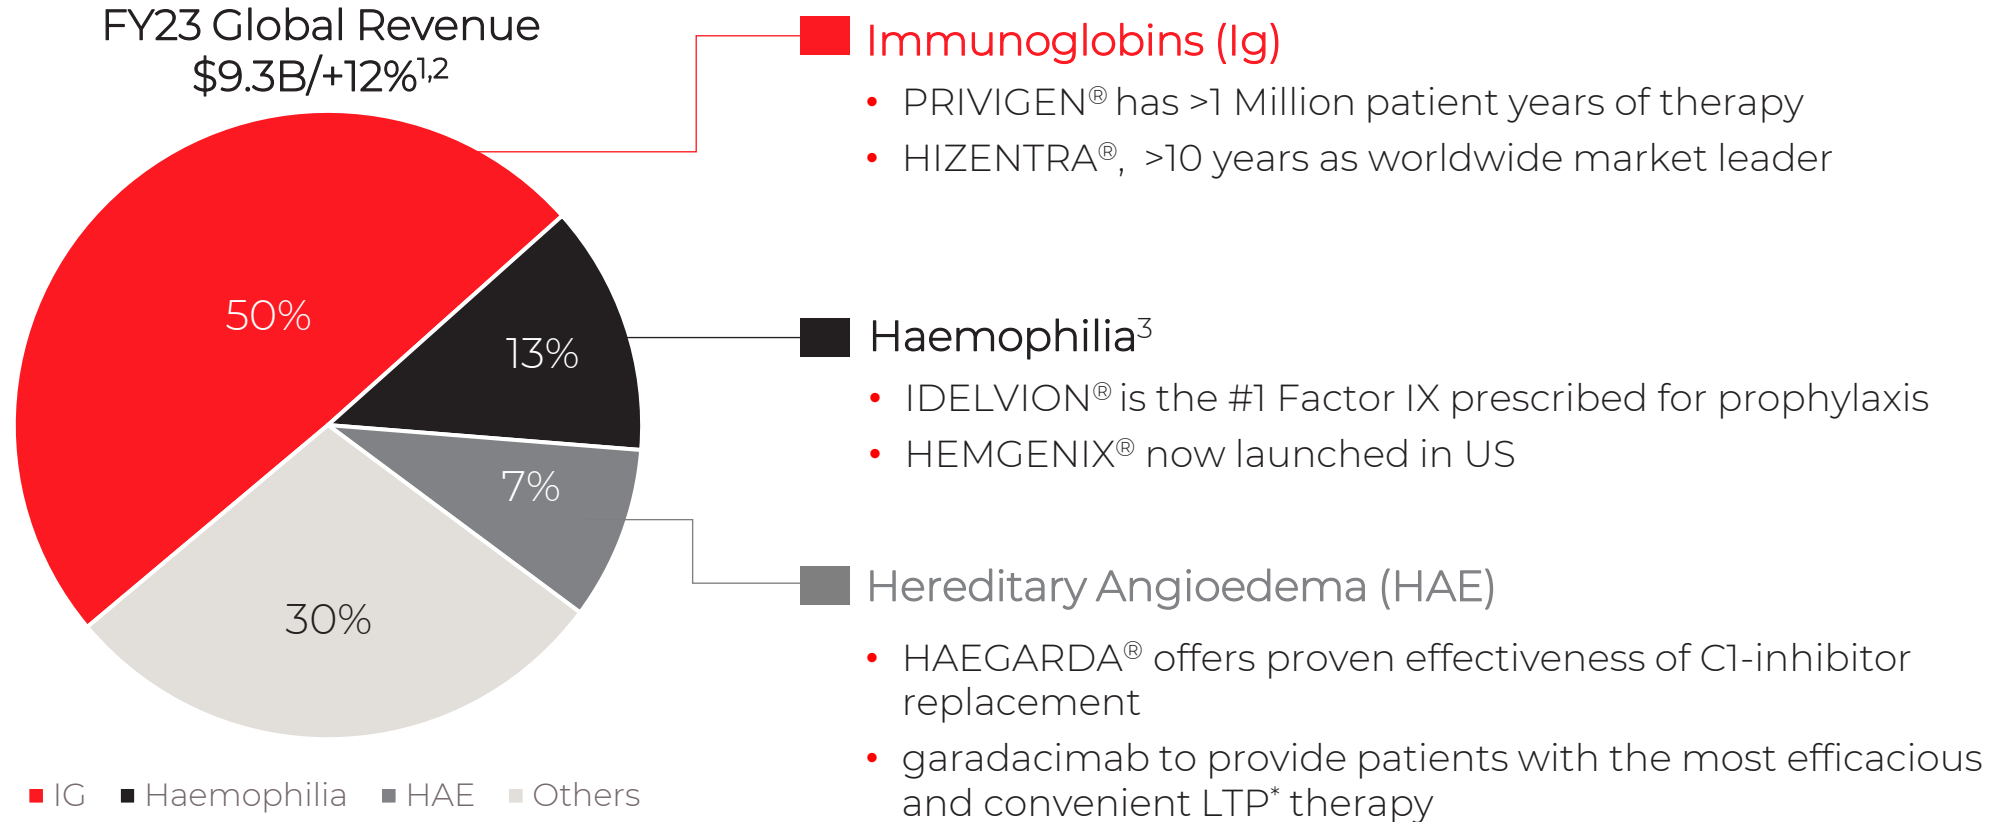 FY23 Global Revenue
$9.3B/+12%1,2
50%
13%
7%
30%
IG
Haemophilia
HAE
Others
Immunoglobins (Ig)
• PRIVIGEN® has >1 Million patient years of therapy
• HIZENTRA®, >10 years as worldwide market leader
Haemophilia3
• IDELVION® is the #1 Factor IX prescribed for prophylaxis
• HEMGENIX® now launched in US
Hereditary Angioedema (HAE)
• HAEGARDA® offers proven effectiveness of C1-inhibitor
replacement
• garadacimab to provide patients with the most efficacious
and convenient LTP* therapy